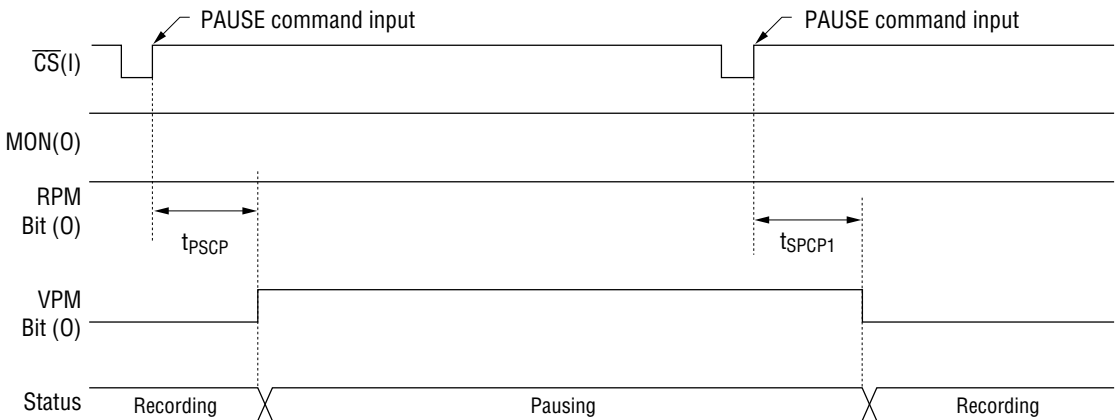 PAUSE command input
PAUSE command input
CS(I)
MON(O)
RPM
Bit (O)
tPSCP
tSPCP1
VPM
Bit (O)
Status
Recording
Pausing
Recording